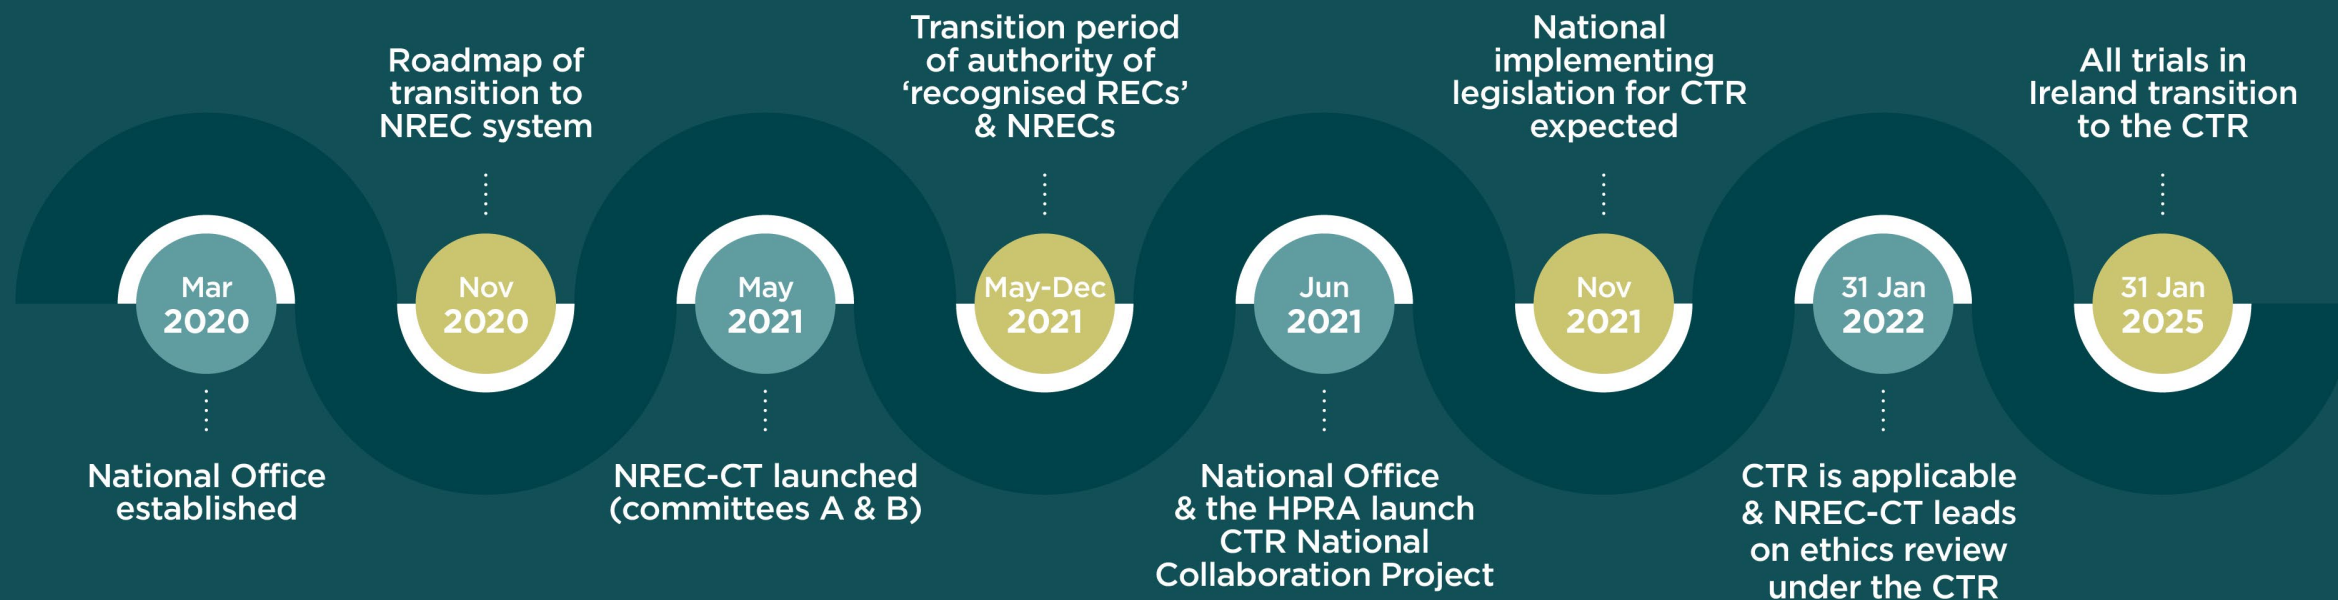 Mar
2020
National Office
established
Roadmap of
transition to
NREC system
Nov
2020
May
2021
NREC-CT launched
(committees A & B)
Transition period
of authority of
‘recognised RECs’
& NRECs
May-Dec
2021
Jun
2021
National Office
& the HPRA launch
CTR National
Collaboration Project
National
implementing
legislation for CTR
expected
Nov
2021
31 Jan
2022
CTR is applicable
& NREC-CT leads
on ethics review
under the CTR
All trials in
Ireland transition
to the CTR
31 Jan
2025